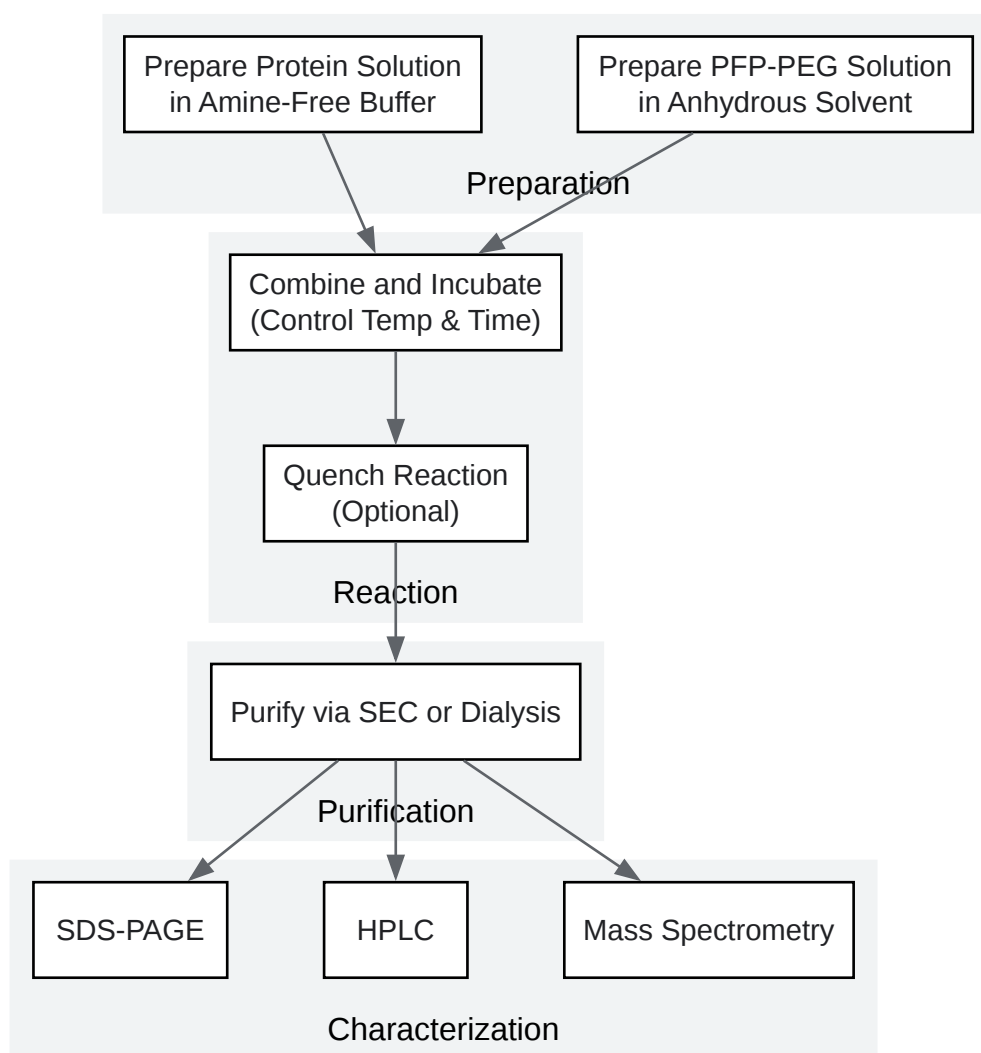 Prepare Protein Solution
in Amine-Free Buffer
Prepare PFP-PEG Solution
in Anhydrous Solvent
Preparation
Combine and Incubate
(Control Temp & Time)
Quench Reaction
(Optional)
Reaction
Purify via SEC or Dialysis
Purification
SDS-PAGE
HPLC
Mass Spectrometry
Characterization